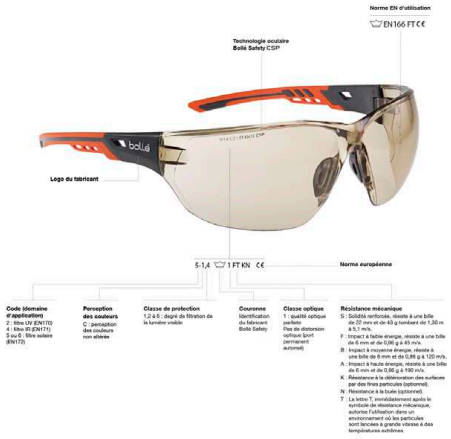 Norme EN d'utilisation
EN166 FT CE
Technologie oculaire
Bollé Safety CSP
bollé
Logo du fabricant
5-1,4 1 FT KN CE
Norme européenne
Code (domaine
d'application)
2 : filtre UV (EN170)
4 : filtre IR (EN171)
5 ou 6 : filtre solaire
(EN172)
Perception
des couleurs
C : perception
des couleurs
non altérée
Classe de protection
1,2 à 6 : degré de filtration de
la lumière visible
Couronne
Identification
du fabricant
Bollé Safety
Classe optique
1 : qualité optique
parfaite
Pas de distorsion
optique (port
permanent
autorisé)
Résistance mécanique
S : Solidité renforcée, résiste à une bille
de 22 mm et de 43 g tombant de 1,30 m
à 5,1 m/s.
F : Impact à faible énergie, résiste à une bille
de 6 mm et de 0,86 g à 45 m/s.
B : Impact à moyenne énergie, résiste à
une bille de 6 mm et de 0,86 g à 120 m/s.
A : Impact à haute énergie, résiste à une bille
de 6 mm et de 0,86 g à 190 m/s.
K : Résistance à la détérioration des surfaces
par des fines particules (optionnel).
N : Résistance à la buée (optionnel).
T : La lettre T, immédiatement après le
symbole de résistance mécanique,
autorise l'utilisation dans un
environnement où les particules
sont lancées à grande vitesse à des
températures extrêmes.